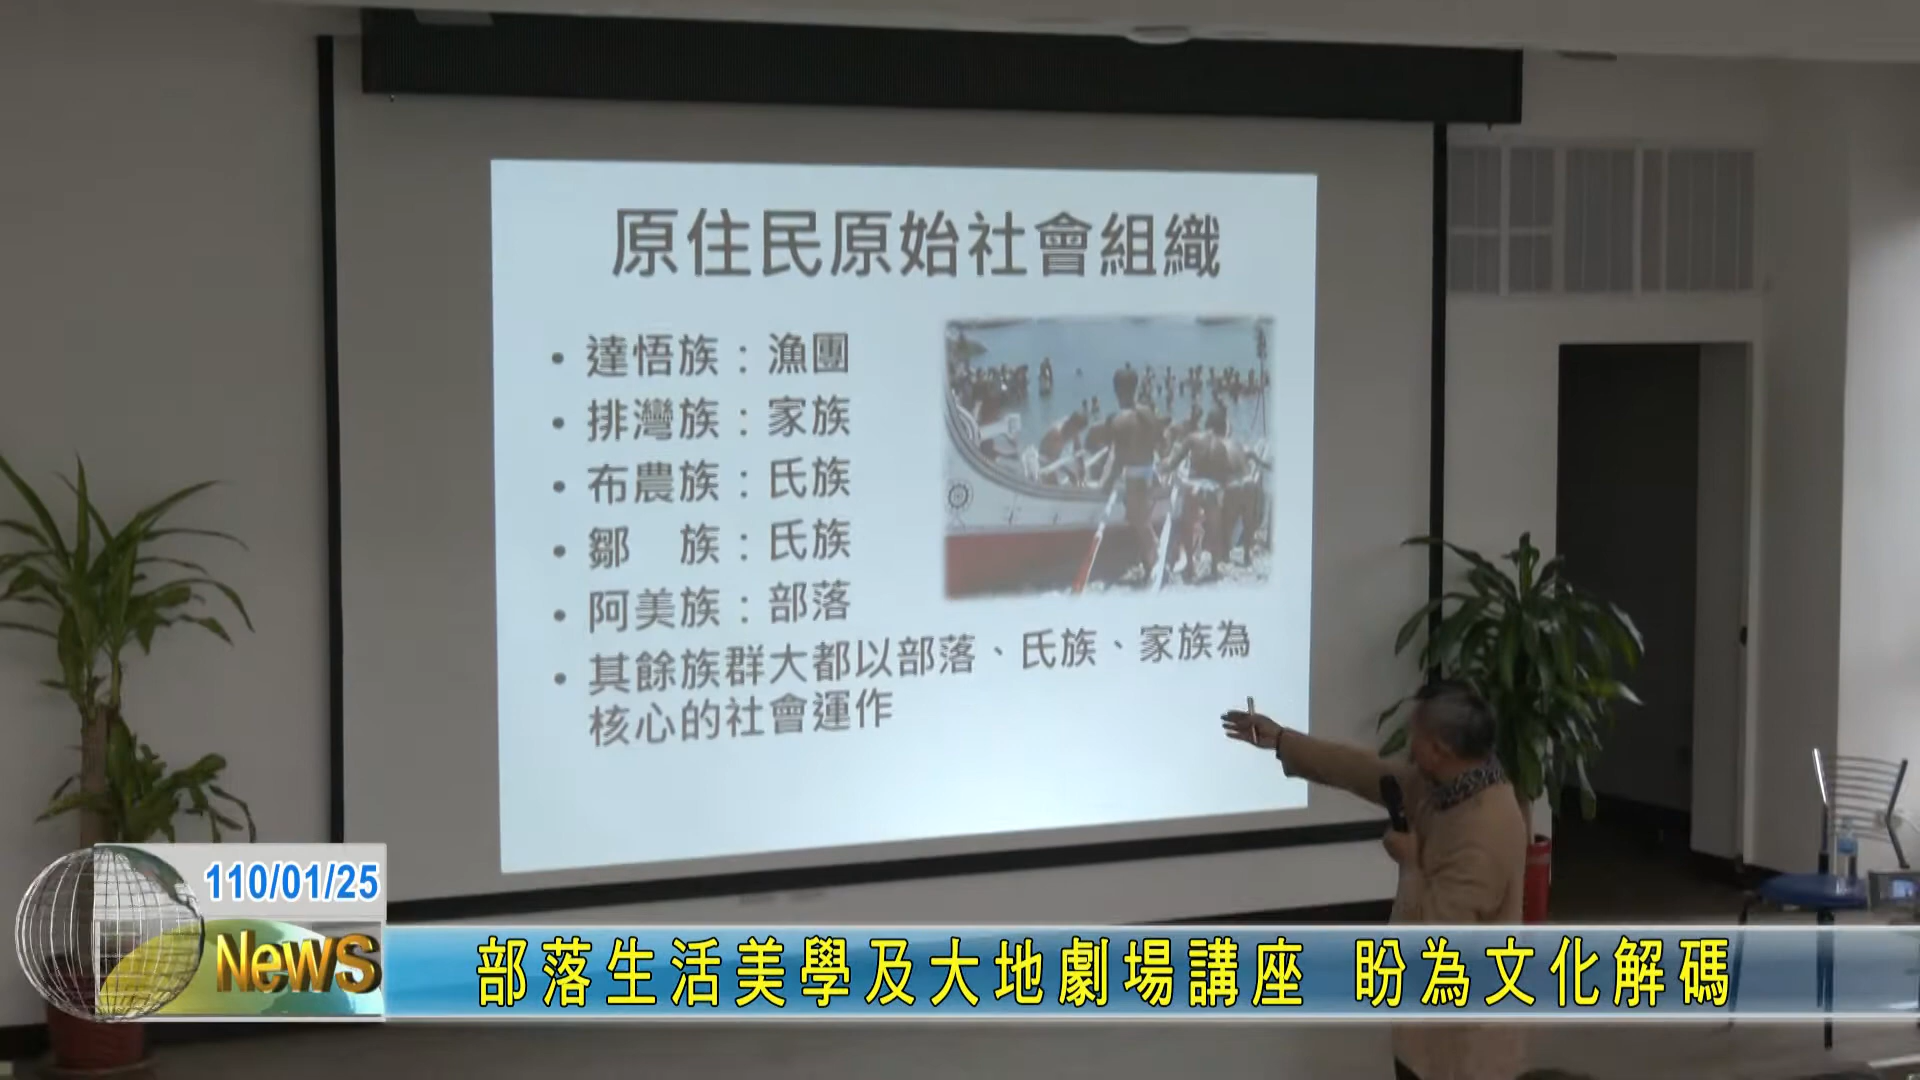 原住民原始社會組織
• 達悟族：漁團
• 排灣族：家族
• 布農族：氏族
• 鄒　族：氏族
• 阿美族：部落
• 其餘族群大都以部落、氏族、家族為
核心的社會運作
110/01/25
News
部落生活美學及大地劇場講座 盼為文化解碼